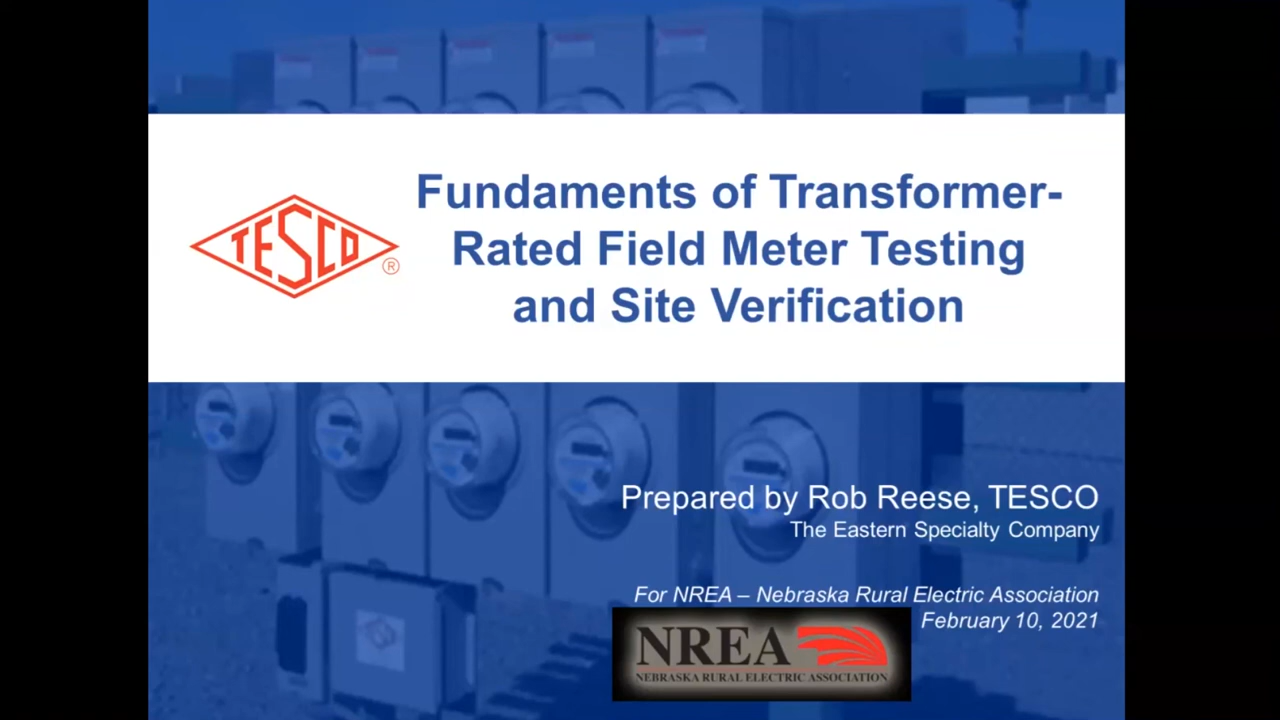 TESCO
®
Fundaments of Transformer-
Rated Field Meter Testing
and Site Verification
Prepared by Rob Reese, TESCO
The Eastern Specialty Company
For NREA – Nebraska Rural Electric Association
February 10, 2021
NREA
NEBRASKA RURAL ELECTRIC ASSOCIATION